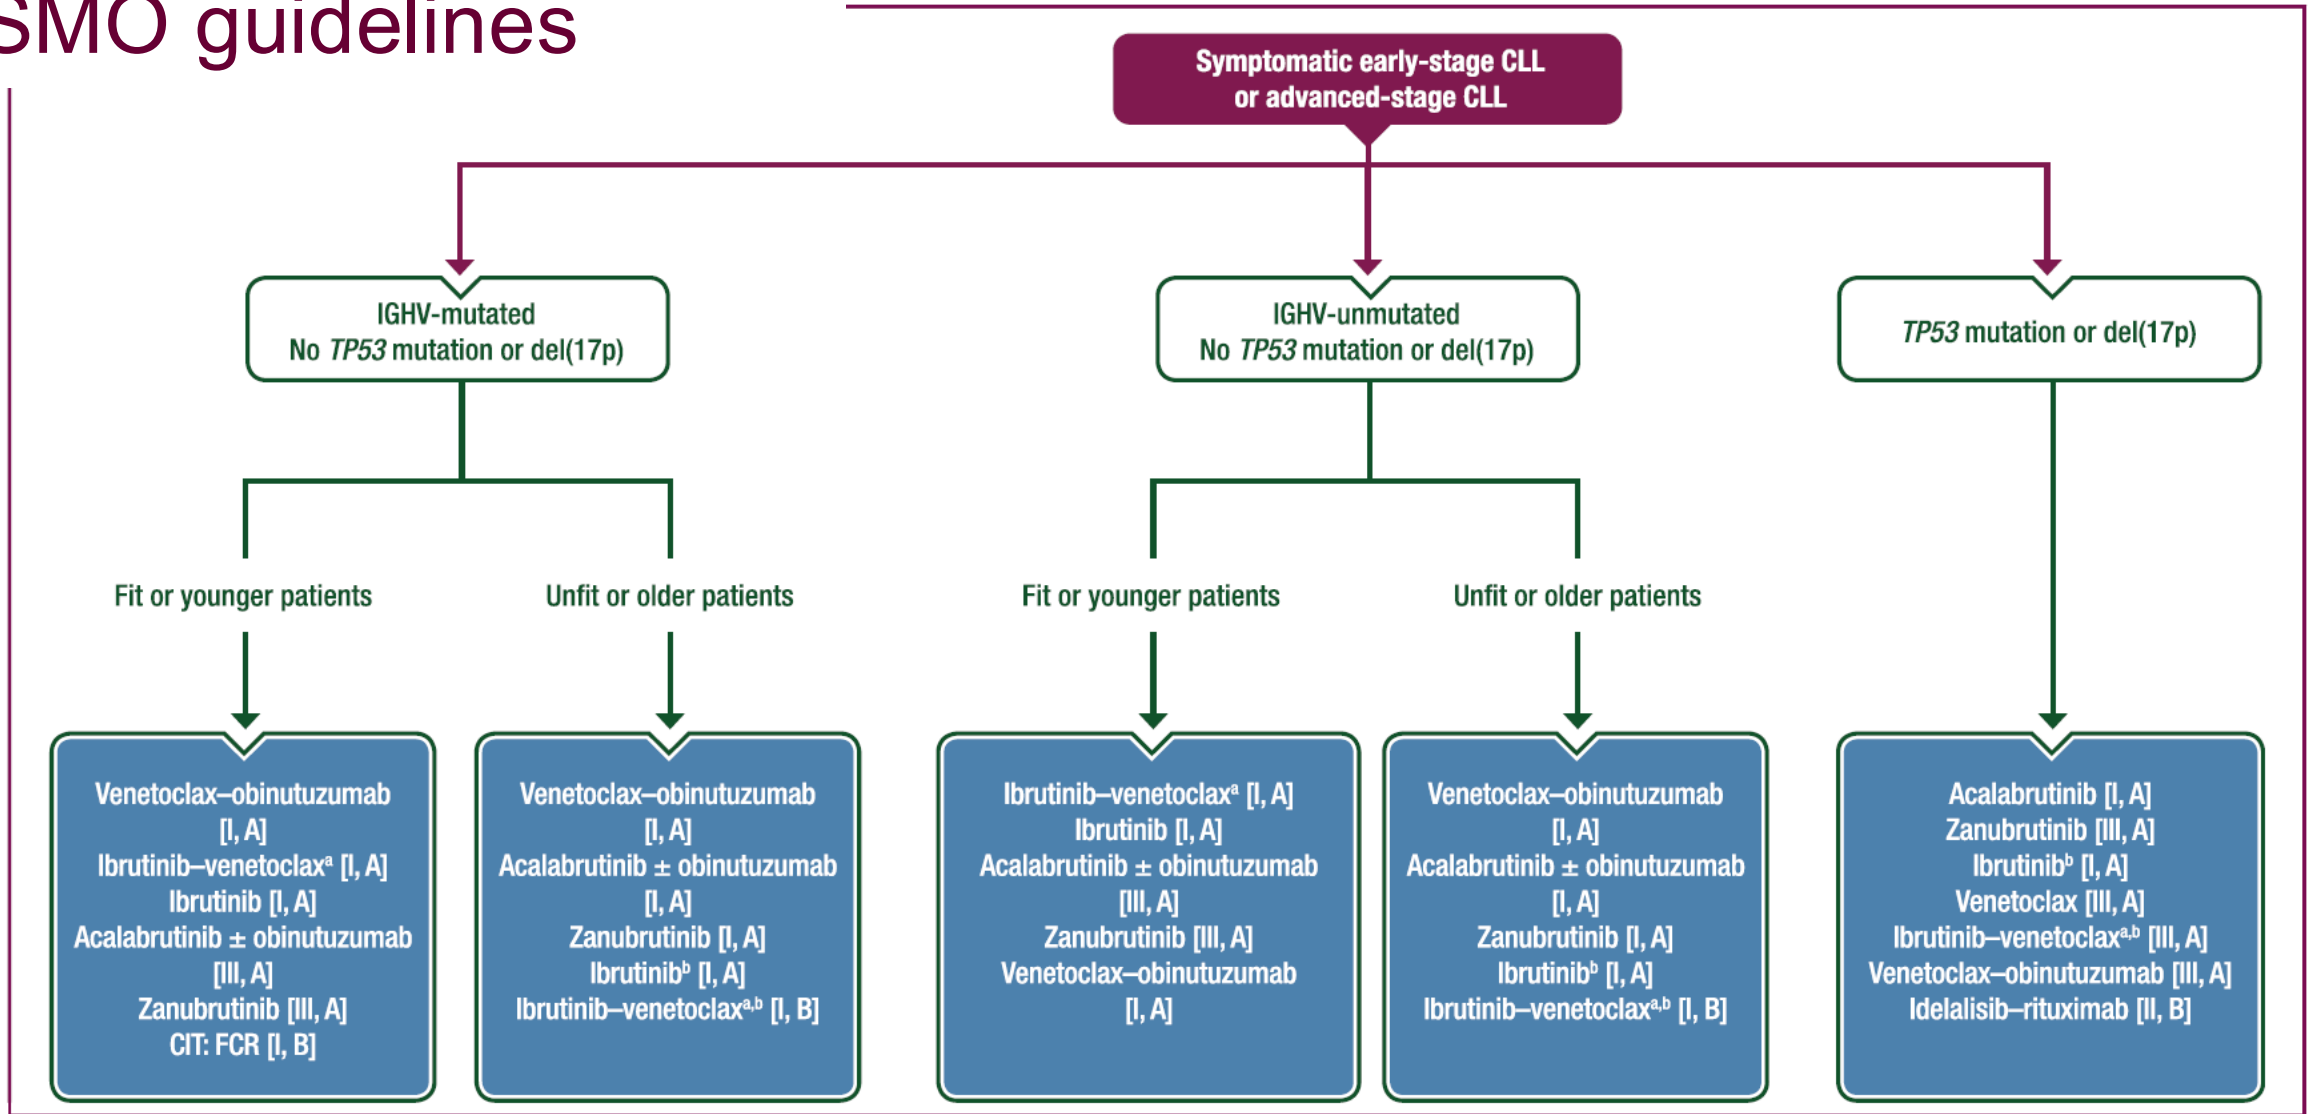 SMO guidelines
Symptomatic early-stage CLL
or advanced-stage CLL
IGHV-mutated
No TP53 mutation or del(17p)
IGHV-unmutated
No TP53 mutation or del(17p)
TP53 mutation or del(17p)
Fit or younger patients
Unfit or older patients
Fit or younger patients
Unfit or older patients
Venetoclax–obinutuzumab
[I, A]
Ibrutinib–venetoclaxᵃ [I, A]
Ibrutinib [I, A]
Acalabrutinib ± obinutuzumab
[III, A]
Zanubrutinib [III, A]
CIT: FCR [I, B]
Venetoclax–obinutuzumab
[I, A]
Acalabrutinib ± obinutuzumab
[I, A]
Zanubrutinib [I, A]
Ibrutinibᵇ [I, A]
Ibrutinib–venetoclaxᵃ,ᵇ [I, B]
Ibrutinib–venetoclaxᵃ [I, A]
Ibrutinib [I, A]
Acalabrutinib ± obinutuzumab
[III, A]
Zanubrutinib [III, A]
Venetoclax–obinutuzumab
[I, A]
Venetoclax–obinutuzumab
[I, A]
Acalabrutinib ± obinutuzumab
[I, A]
Zanubrutinib [I, A]
Ibrutinibᵇ [I, A]
Ibrutinib–venetoclaxᵃ,ᵇ [I, B]
Acalabrutinib [I, A]
Zanubrutinib [III, A]
Ibrutinibᵇ [I, A]
Venetoclax [III, A]
Ibrutinib–venetoclaxᵃ,ᵇ [III, A]
Venetoclax–obinutuzumab [III, A]
Idelalisib–rituximab [II, B]